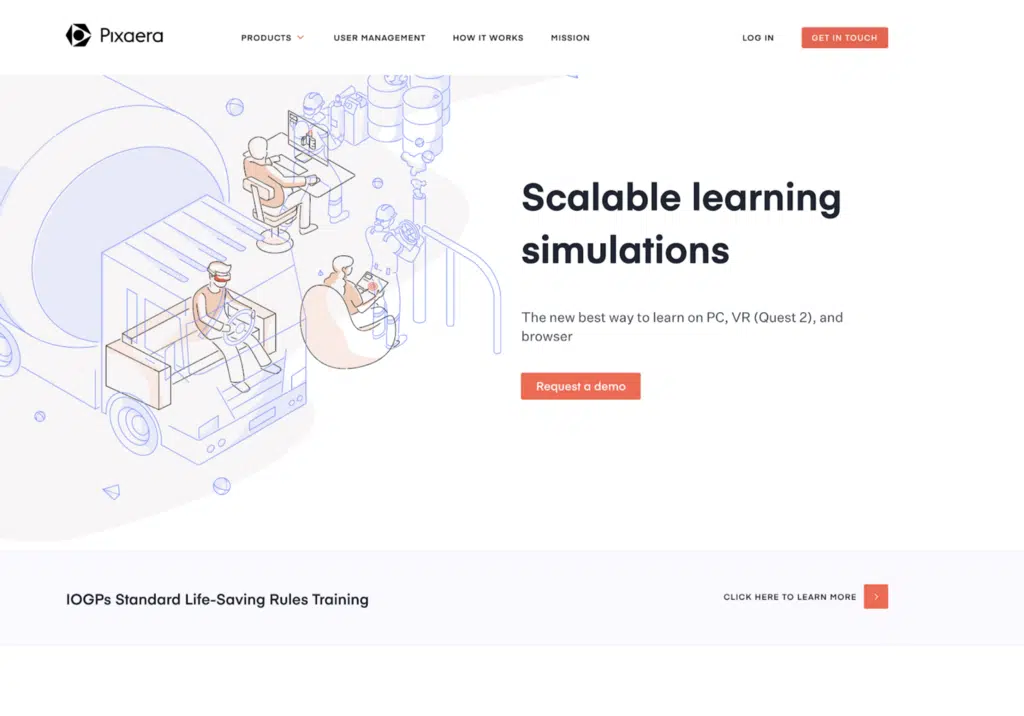 Pixaera
PRODUCTS
USER MANAGEMENT
HOW IT WORKS
MISSION
LOG IN
GET IN TOUCH
Scalable learning
simulations
The new best way to learn on PC, VR (Quest 2), and
browser
Request a demo
IOGPs Standard Life-Saving Rules Training
CLICK HERE TO LEARN MORE